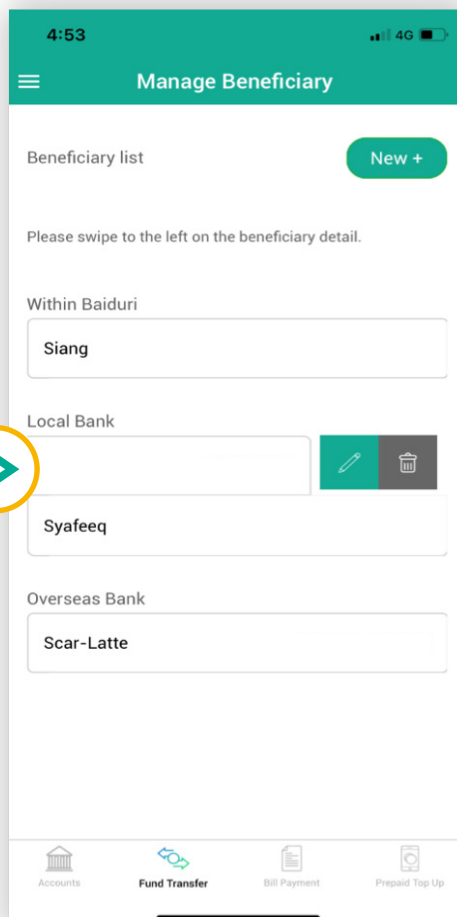 4:53
4G
Manage Beneficiary
Beneficiary list
New +
Please swipe to the left on the beneficiary detail.
Within Baiduri
Siang
Local Bank
Syafeeq
Overseas Bank
Scar-Latte
Accounts
Fund Transfer
Bill Payment
Prepaid Top Up